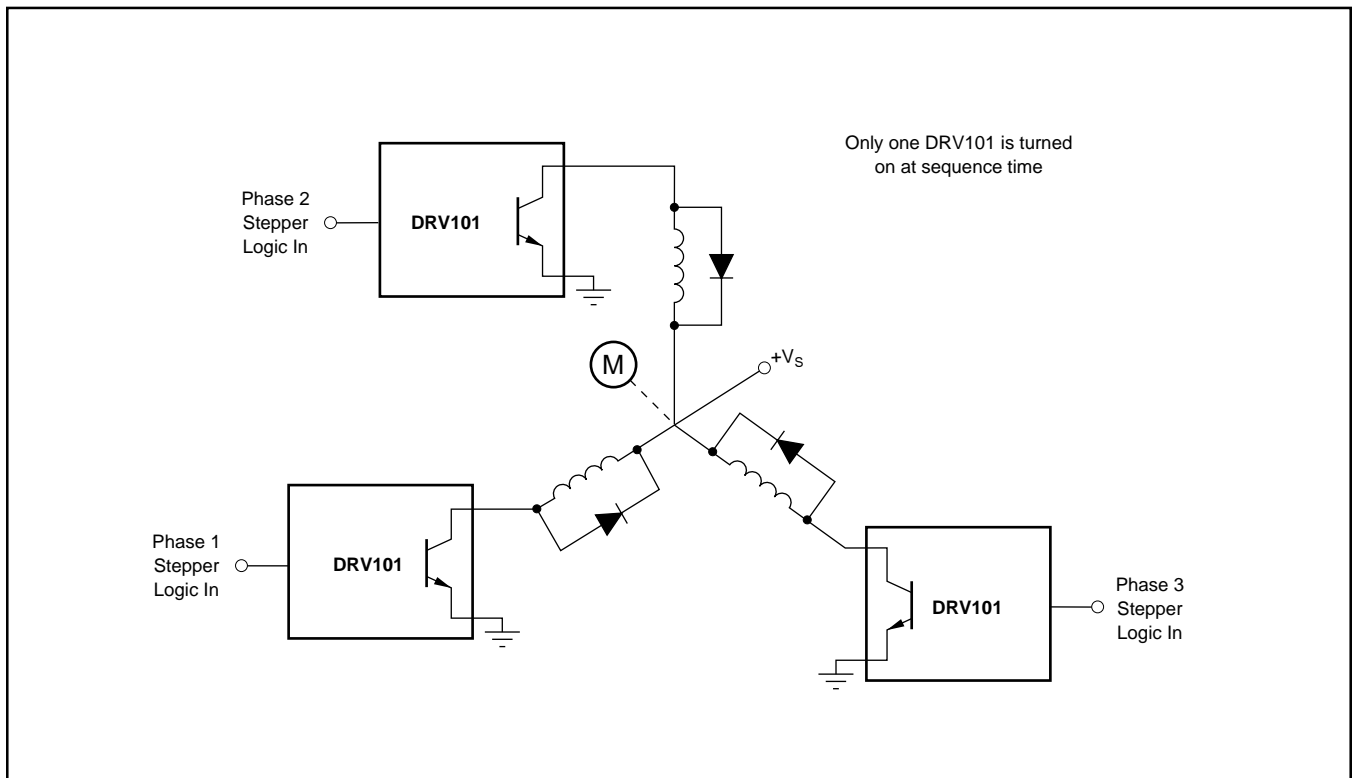 Only one DRV101 is turned
on at sequence time
Phase 2
Stepper
Logic In
DRV101
M
+VS
Phase 1
Stepper
Logic In
DRV101
DRV101
Phase 3
Stepper
Logic In